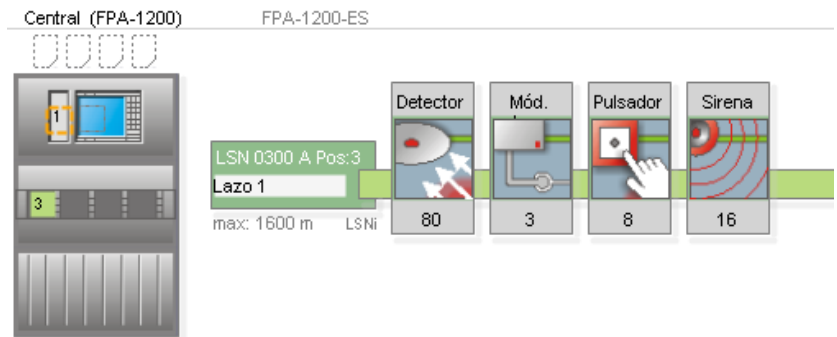 Central (FPA-1200) FPA-1200-ES
1
Detector Mód. Pulsador Sirena
LSN 0300 A Pos:3
Lazo 1
3
max: 1600 m LSNi
80 3 8 16